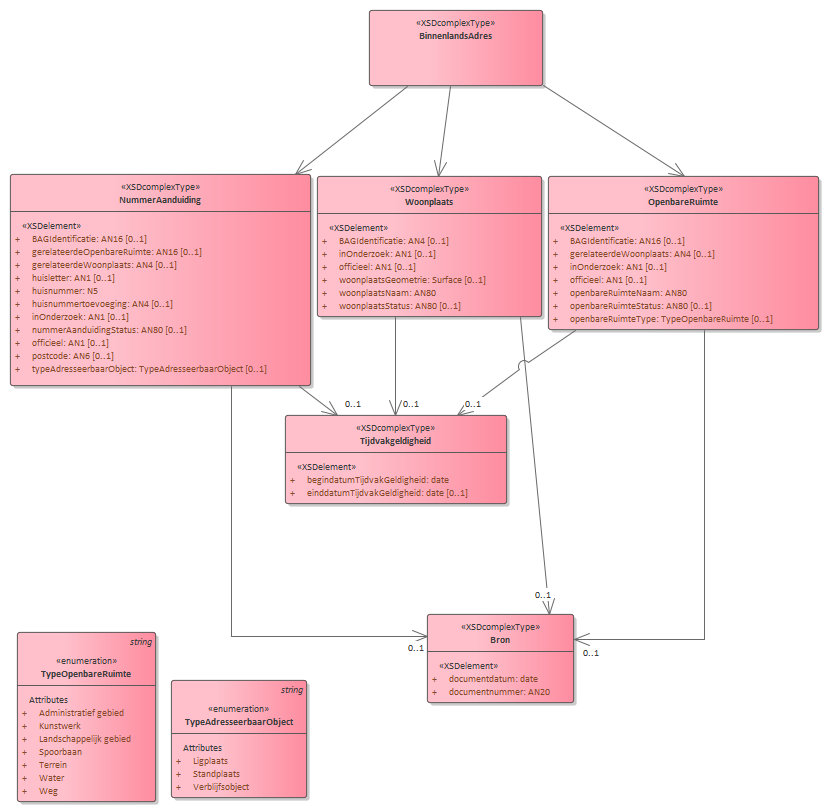 «XSDcomplexType»
BinnenlandsAdres
«XSDcomplexType»
NummerAanduiding
«XSDelement»
+ BAGIdentificatie: AN16 [0..1]
+ gerelateerdeOpenbareRuimte: AN16 [0..1]
+ gerelateerdeWoonplaats: AN4 [0..1]
+ huisletter: AN1 [0..1]
+ huisnummer: N5
+ huisnummertoevoeging: AN4 [0..1]
+ inOnderzoek: AN1 [0..1]
+ nummerAanduidingStatus: AN80 [0..1]
+ officieel: AN1 [0..1]
+ postcode: AN6 [0..1]
+ typeAdresseerbaarObject: TypeAdresseerbaarObject [0..1]
«XSDcomplexType»
Woonplaats
«XSDelement»
+ BAGIdentificatie: AN4 [0..1]
+ inOnderzoek: AN1 [0..1]
+ officieel: AN1 [0..1]
+ woonplaatsGeometrie: Surface [0..1]
+ woonplaatsNaam: AN80
+ woonplaatsStatus: AN80 [0..1]
«XSDcomplexType»
OpenbareRuimte
«XSDelement»
+ BAGIdentificatie: AN16 [0..1]
+ gerelateerdeWoonplaats: AN4 [0..1]
+ inOnderzoek: AN1 [0..1]
+ officieel: AN1 [0..1]
+ openbareRuimteNaam: AN80
+ openbareRuimteStatus: AN80 [0..1]
+ openbareRuimteType: TypeOpenbareRuimte [0..1]
0..1
0..1
0..1
«XSDcomplexType»
Tijdvakgeldigheid
«XSDelement»
+ begindatumTijdvakGeldigheid: date
+ einddatumTijdvakGeldigheid: date [0..1]
0..1
0..1
0..1
«XSDcomplexType»
Bron
«XSDelement»
+ documentdatum: date
+ documentnummer: AN20
string
«enumeration»
TypeOpenbareRuimte
Attributes
+ Administratief gebied
+ Kunstwerk
+ Landschappelijk gebied
+ Spoorbaan
+ Terrein
+ Water
+ Weg
string
«enumeration»
TypeAdresseerbaarObject
Attributes
+ Ligplaats
+ Standplaats
+ Verblijfsobject